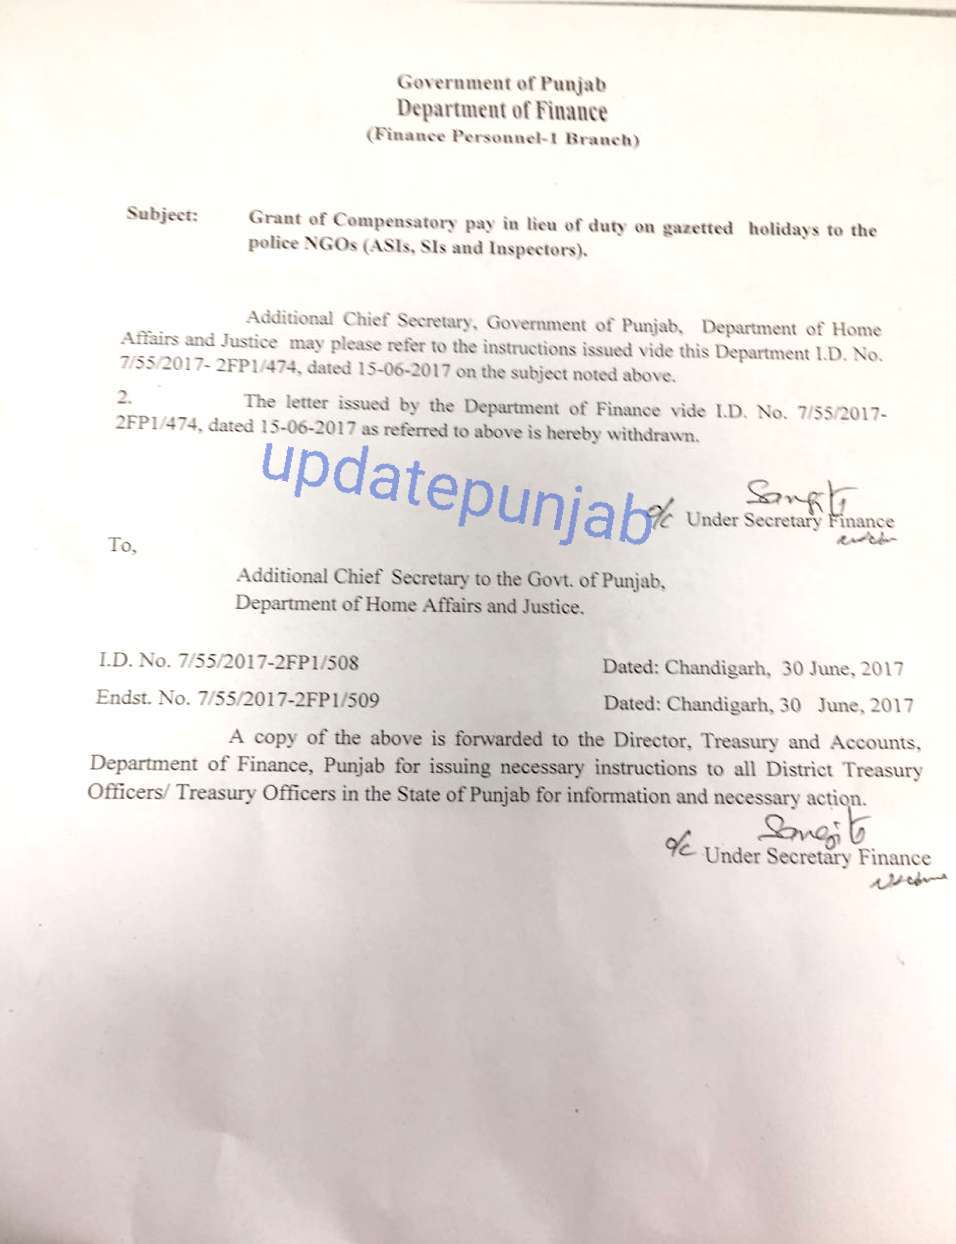 Government of Punjab
Department of Finance
(Finance Personnel-1 Branch)
Subject: Grant of Compensatory pay in lieu of duty on gazetted holidays to the
police NGOs (ASIs, SIs and Inspectors).
Additional Chief Secretary, Government of Punjab, Department of Home
Affairs and Justice may please refer to the instructions issued vide this Department I.D. No.
7/55/2017- 2FP1/474, dated 15-06-2017 on the subject noted above.
2. The letter issued by the Department of Finance vide I.D. No. 7/55/2017-
2FP1/474, dated 15-06-2017 as referred to above is hereby withdrawn.
updatepunjab
o/c Under Secretary Finance
To,
Additional Chief Secretary to the Govt. of Punjab,
Department of Home Affairs and Justice.
I.D. No. 7/55/2017-2FP1/508 Dated: Chandigarh, 30 June, 2017
Endst. No. 7/55/2017-2FP1/509 Dated: Chandigarh, 30 June, 2017
A copy of the above is forwarded to the Director, Treasury and Accounts,
Department of Finance, Punjab for issuing necessary instructions to all District Treasury
Officers/ Treasury Officers in the State of Punjab for information and necessary action.
o/c Under Secretary Finance